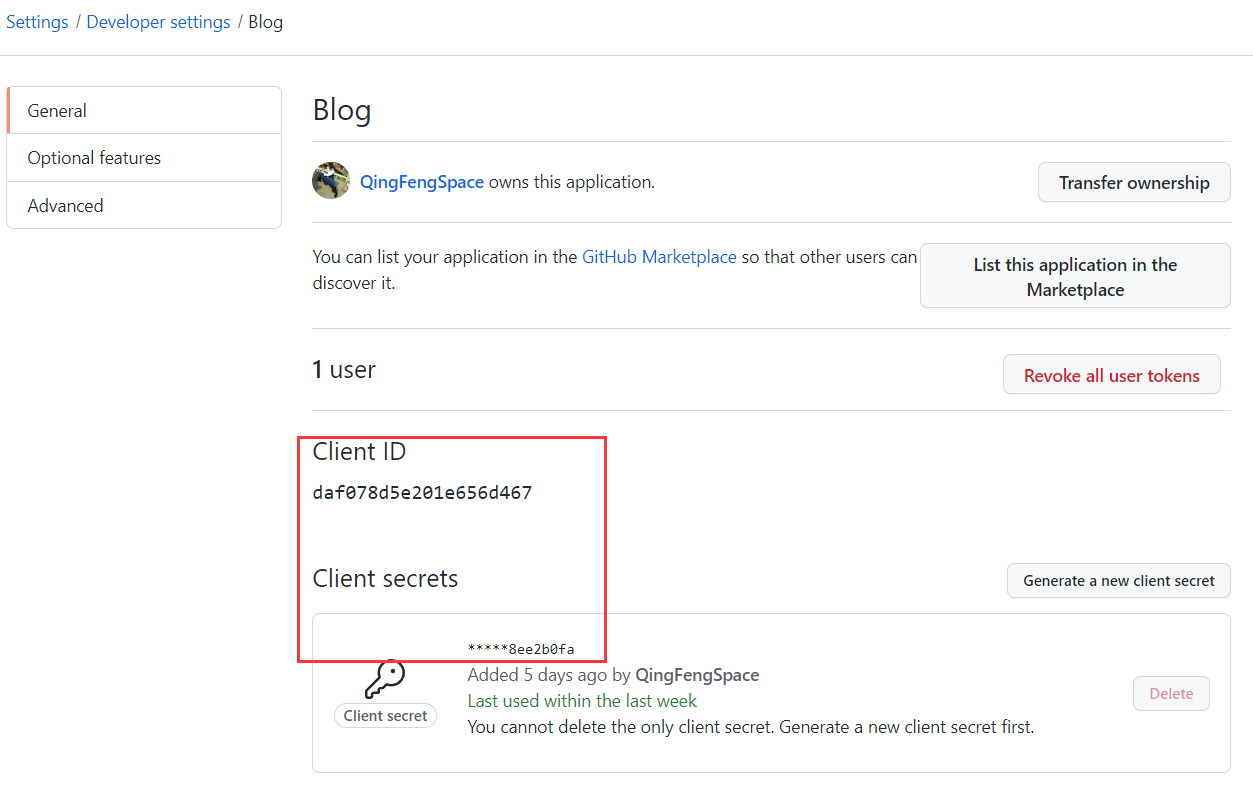 Settings / Developer settings / Blog
General
Optional features
Advanced
Blog
QingFengSpace owns this application.
Transfer ownership
You can list your application in the GitHub Marketplace so that other users can
discover it.
List this application in the
Marketplace
1 user
Revoke all user tokens
Client ID
daf078d5e201e656d467
Client secrets
Generate a new client secret
*****8ee2b0fa
Added 5 days ago by QingFengSpace
Last used within the last week
You cannot delete the only client secret. Generate a new client secret first.
Client secret
Delete